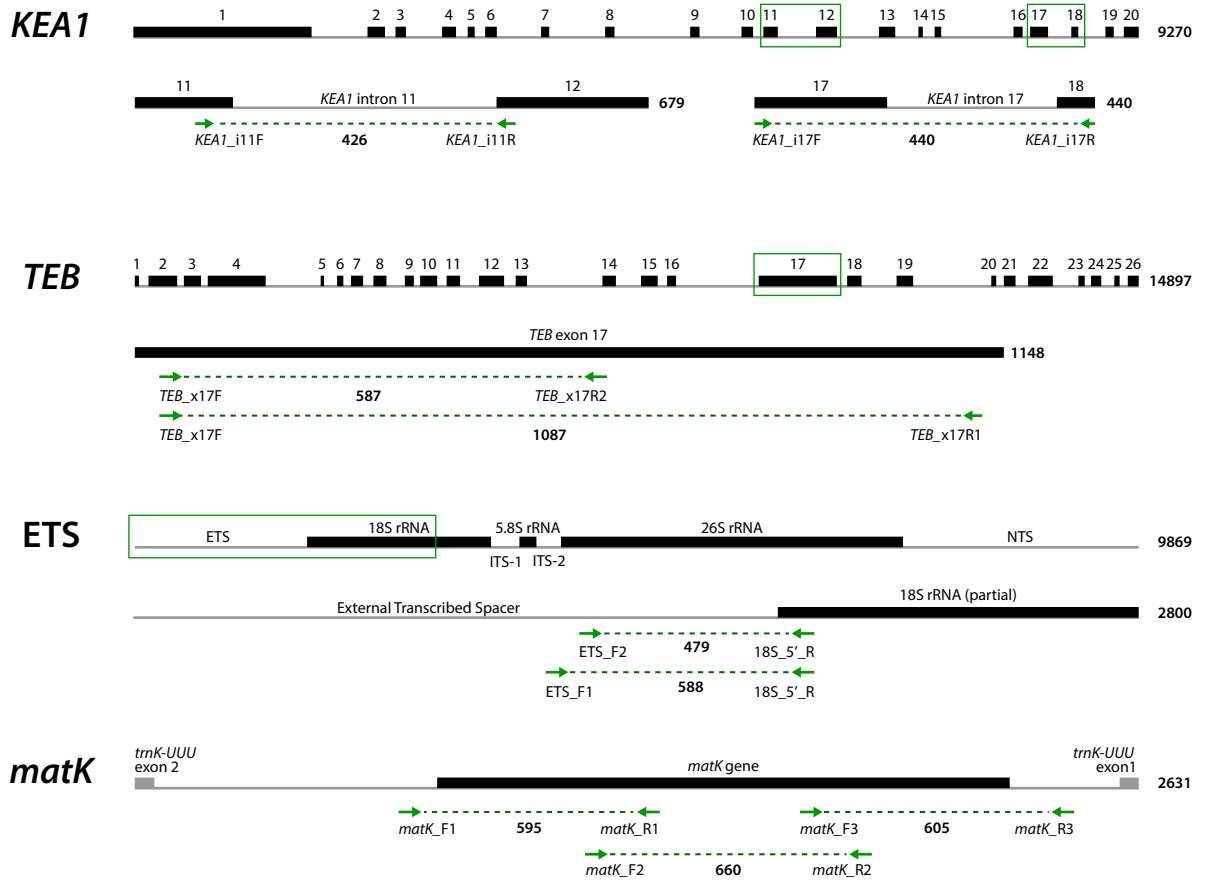 KEA1
1 2 3 4 5 6 7 8 9 10 11 12 13 14 15 16 17 18 19 20
9270
11 KEA1 intron 11 12 679
17 KEA1 intron 17 18 440
KEA1_i11F 426 KEA1_i11R
KEA1_i17F 440 KEA1_i17R
TEB
1 2 3 4 5 6 7 8 9 10 11 12 13 14 15 16 17 18 19 20 21 22 23 24 25 26
14897
TEB exon 17
1148
TEB_x17F 587 TEB_x17R2
TEB_x17F 1087 TEB_x17R1
ETS
ETS 18S rRNA 5.8S rRNA 26S rRNA NTS
9869
ITS-1 ITS-2
External Transcribed Spacer 18S rRNA (partial)
2800
ETS_F2 479 18S_5′_R
ETS_F1 588 18S_5′_R
matK
trnK-UUU
exon 2
matK gene
trnK-UUU
exon1
2631
matK_F1 595 matK_R1
matK_F3 605 matK_R3
matK_F2 660 matK_R2